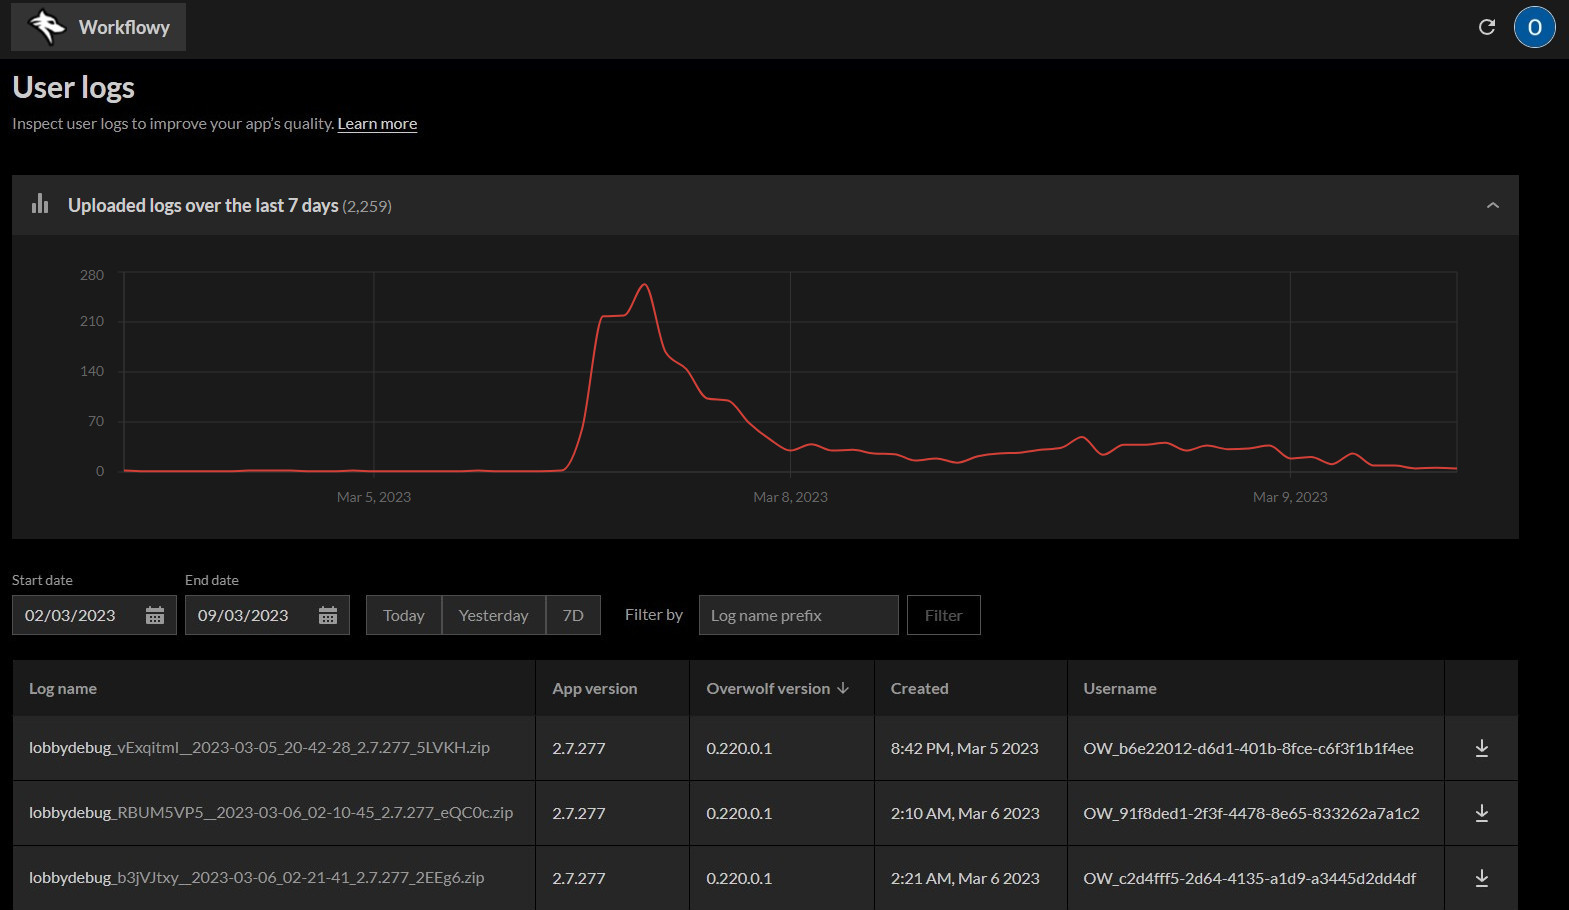 Workflowy
O
User logs
Inspect user logs to improve your app's quality. Learn more
Uploaded logs over the last 7 days (2,259)
280
210
140
70
0
Mar 5, 2023 Mar 8, 2023 Mar 9, 2023
Start date End date
02/03/2023 09/03/2023 Today Yesterday 7D Filter by Log name prefix Filter
Log name App version Overwolf version Created Username
lobbydebug_vExqitml__2023-03-05_20-42-28_2.7.277_5LVKH.zip 2.7.277 0.220.0.1 8:42 PM, Mar 5 2023 OW_b6e22012-d6d1-401b-8fce-c6f3f1b1f4ee
lobbydebug_RBUM5VP5__2023-03-06_02-10-45_2.7.277_eQC0c.zip 2.7.277 0.220.0.1 2:10 AM, Mar 6 2023 OW_91f8ded1-2f3f-4478-8e65-833262a7a1c2
lobbydebug_b3jVJtxy__2023-03-06_02-21-41_2.7.277_2EEg6.zip 2.7.277 0.220.0.1 2:21 AM, Mar 6 2023 OW_c2d4fff5-2d64-4135-a1d9-a3445d2dd4df